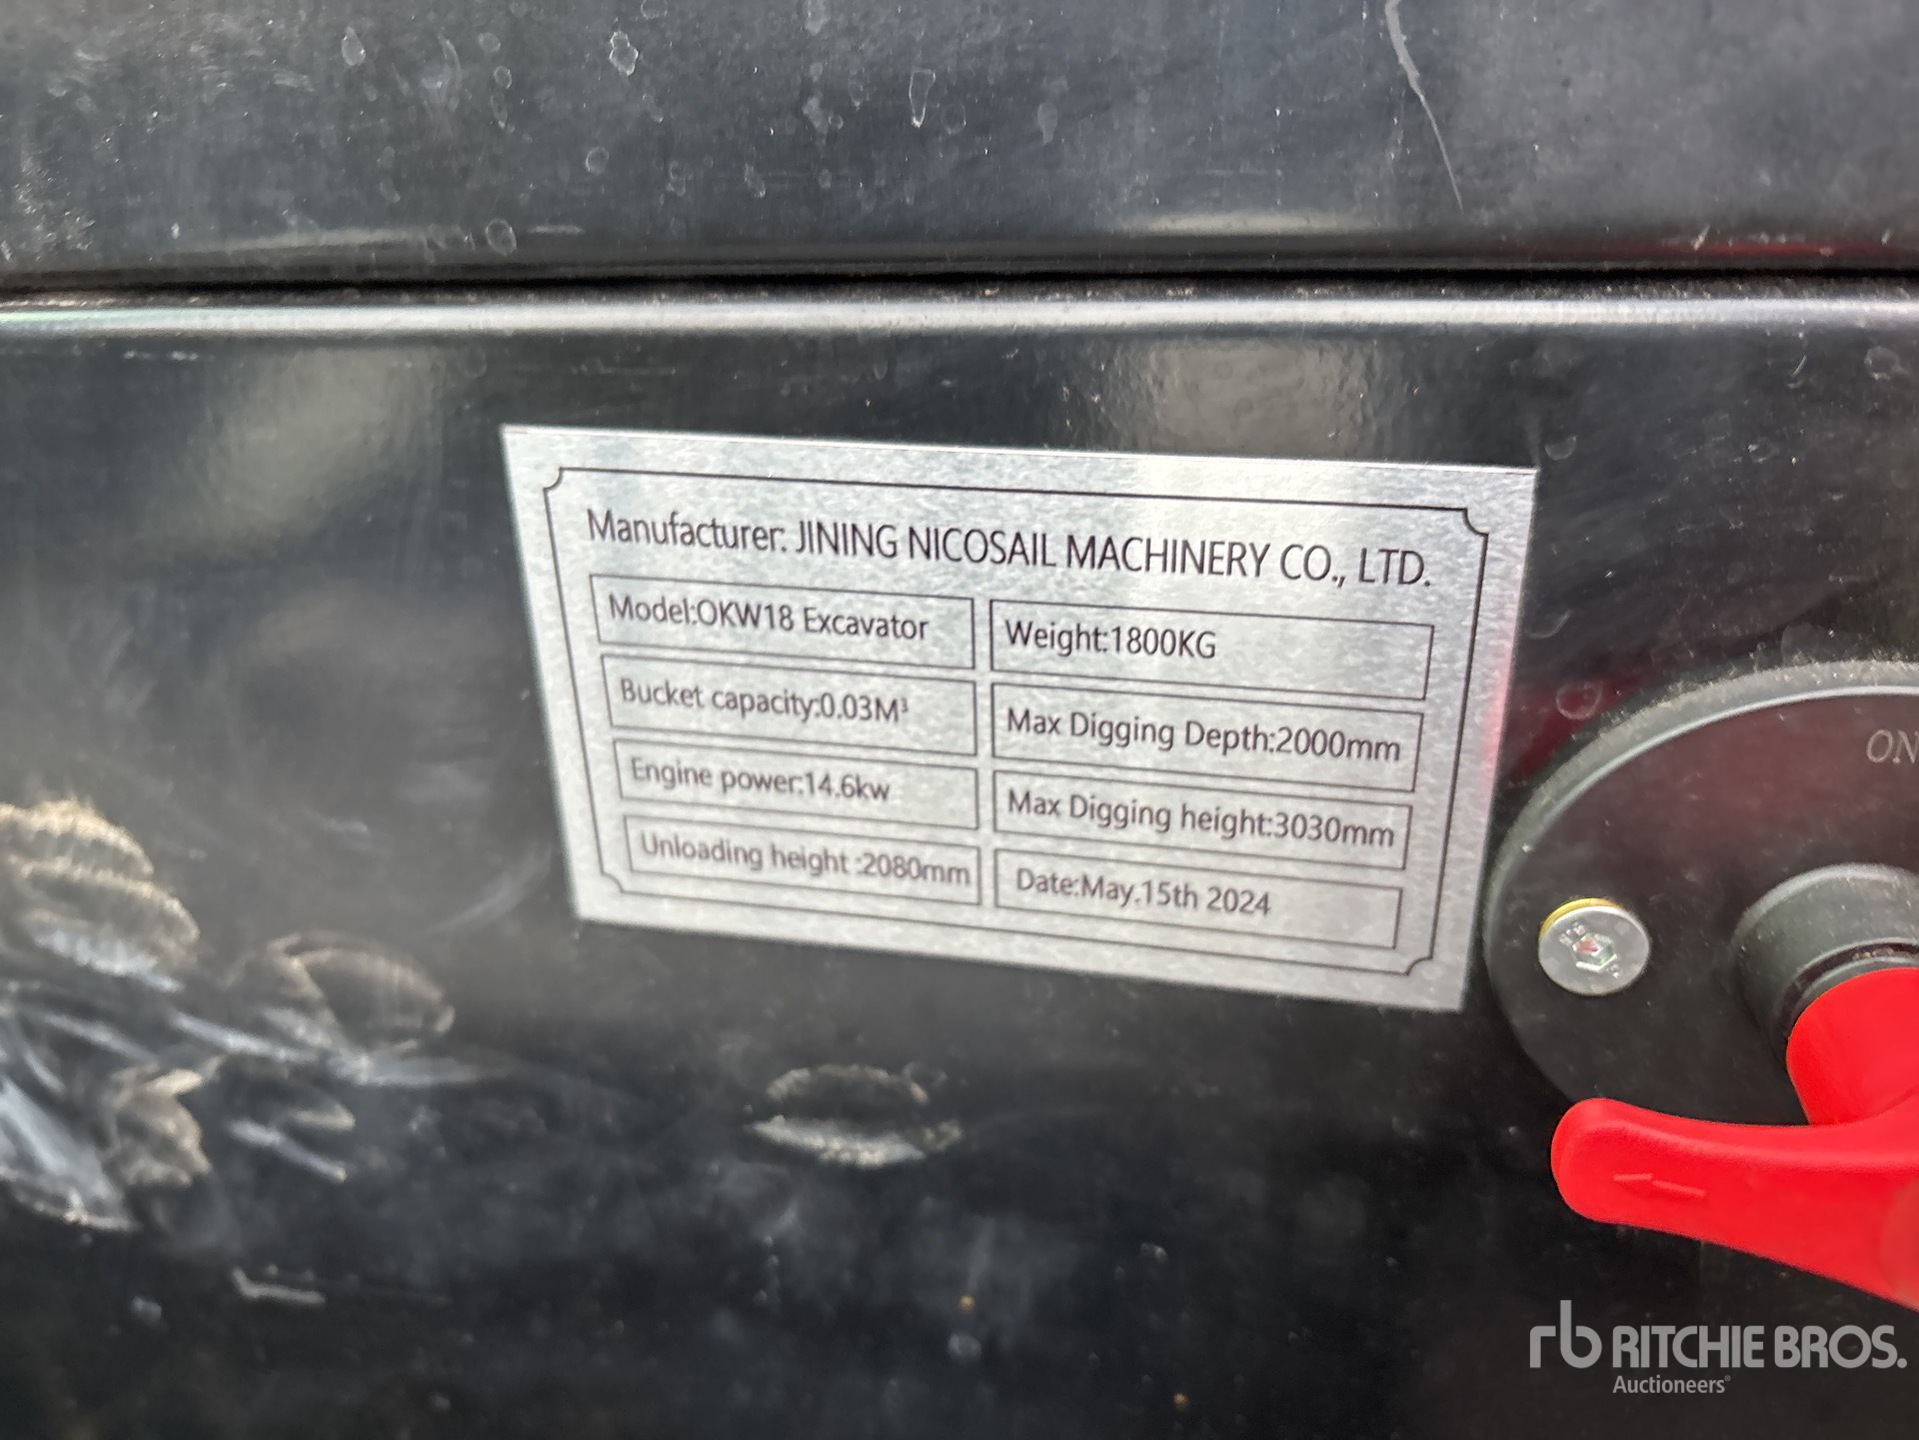 Manufacturer: JINING NICOSAIL MACHINERY CO., LTD.
Model:OKW18 Excavator
Weight:1800KG
Bucket capacity:0.03M³
Max Digging Depth:2000mm
Engine power:14.6kw
Max Digging height:3030mm
Unloading height :2080mm
Date:May.15th 2024
ON
rb RITCHIE BROS.
Auctioneers®